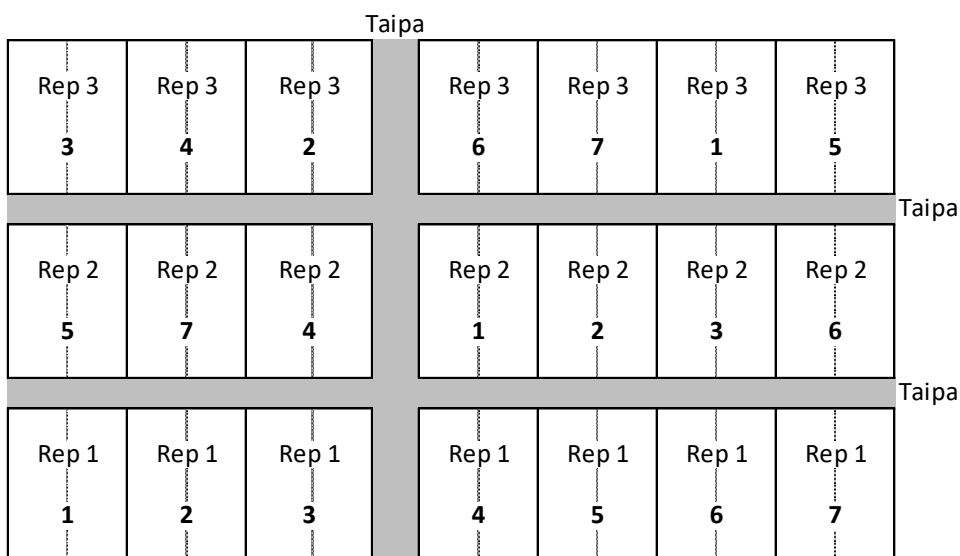 Taipa
Rep 3 Rep 3 Rep 3 Rep 3 Rep 3 Rep 3 Rep 3
3 4 2 6 7 1 5
Taipa
Rep 2 Rep 2 Rep 2 Rep 2 Rep 2 Rep 2 Rep 2
5 7 4 1 2 3 6
Taipa
Rep 1 Rep 1 Rep 1 Rep 1 Rep 1 Rep 1 Rep 1
1 2 3 4 5 6 7